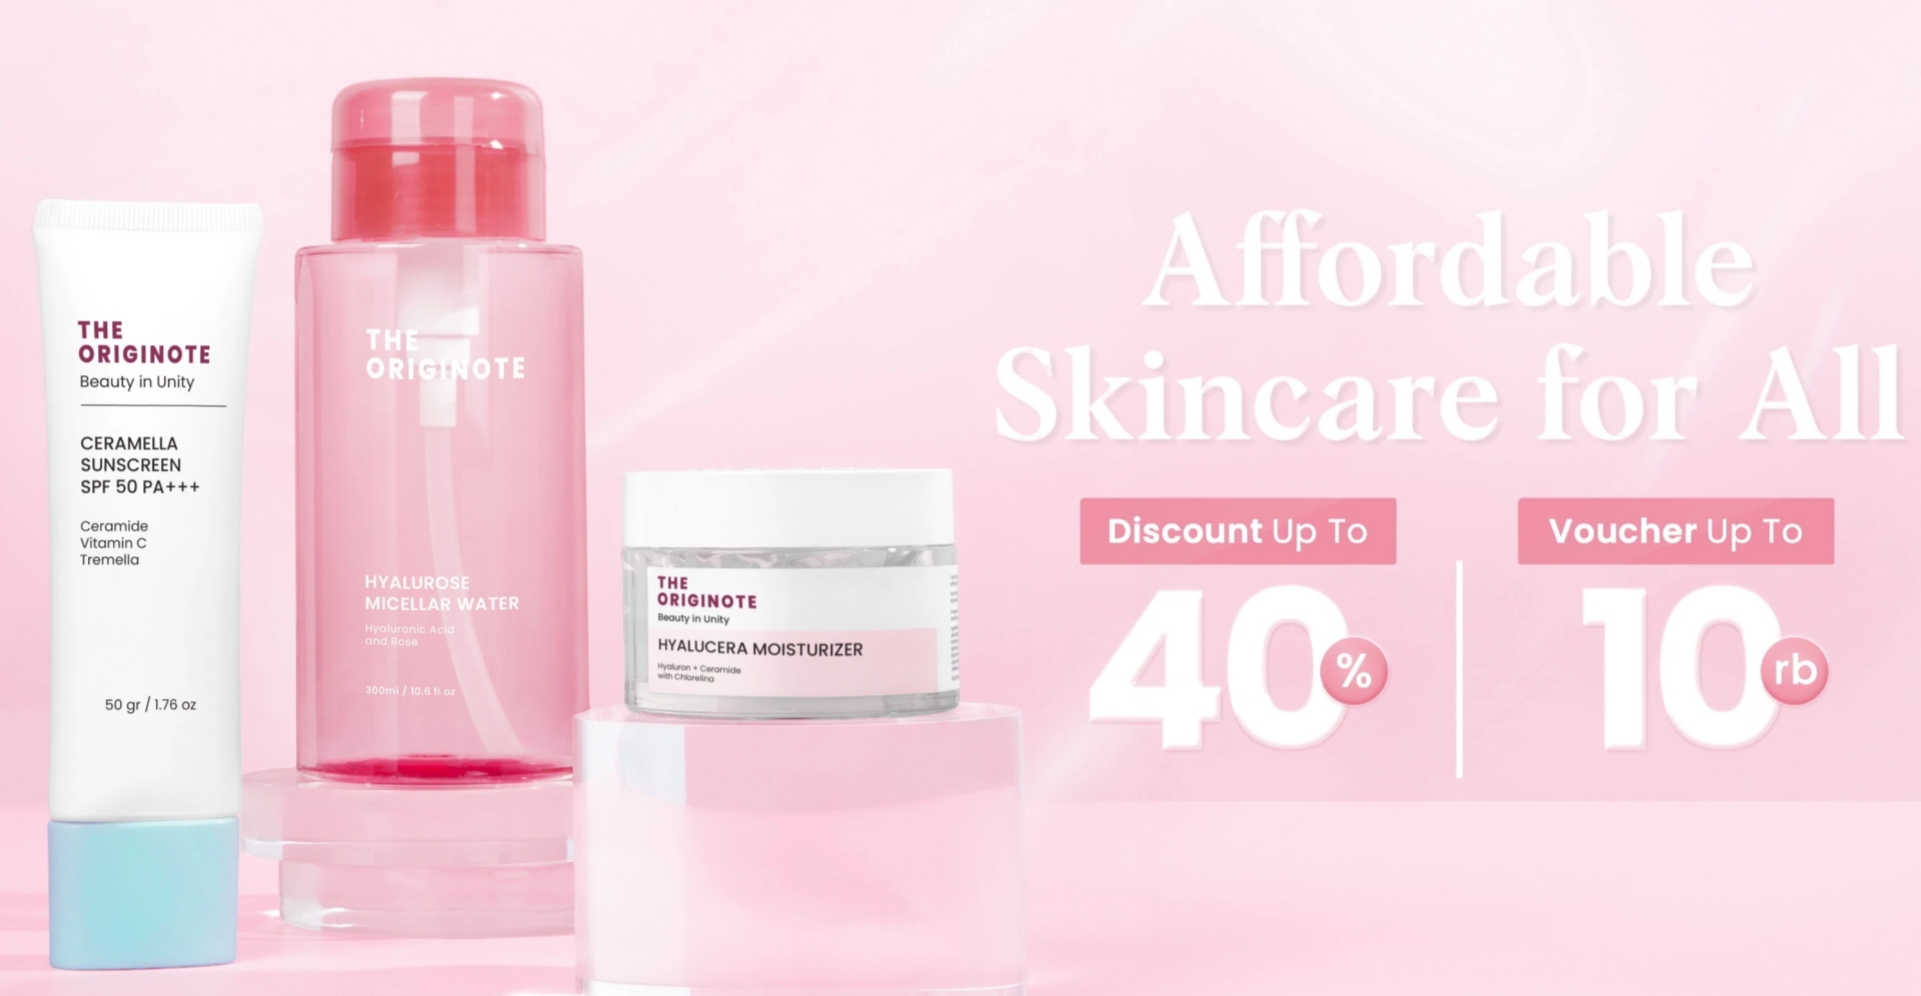 THE
ORIGINOTE
Beauty in Unity
CERAMELLA
SUNSCREEN
SPF 50 PA+++
Ceramide
Vitamin C
Tremella
50 gr / 1.76 oz
THE
ORIGINOTE
HYALUROSE
MICELLAR WATER
Hyaluronic Acid
and Rose
300ml / 10.6 fl oz
THE
ORIGINOTE
Beauty in Unity
HYALUCERA MOISTURIZER
Hyaluron + Ceramide
with Chlorelina
Affordable
Skincare for All
Discount Up To
40%
Voucher Up To
10rb